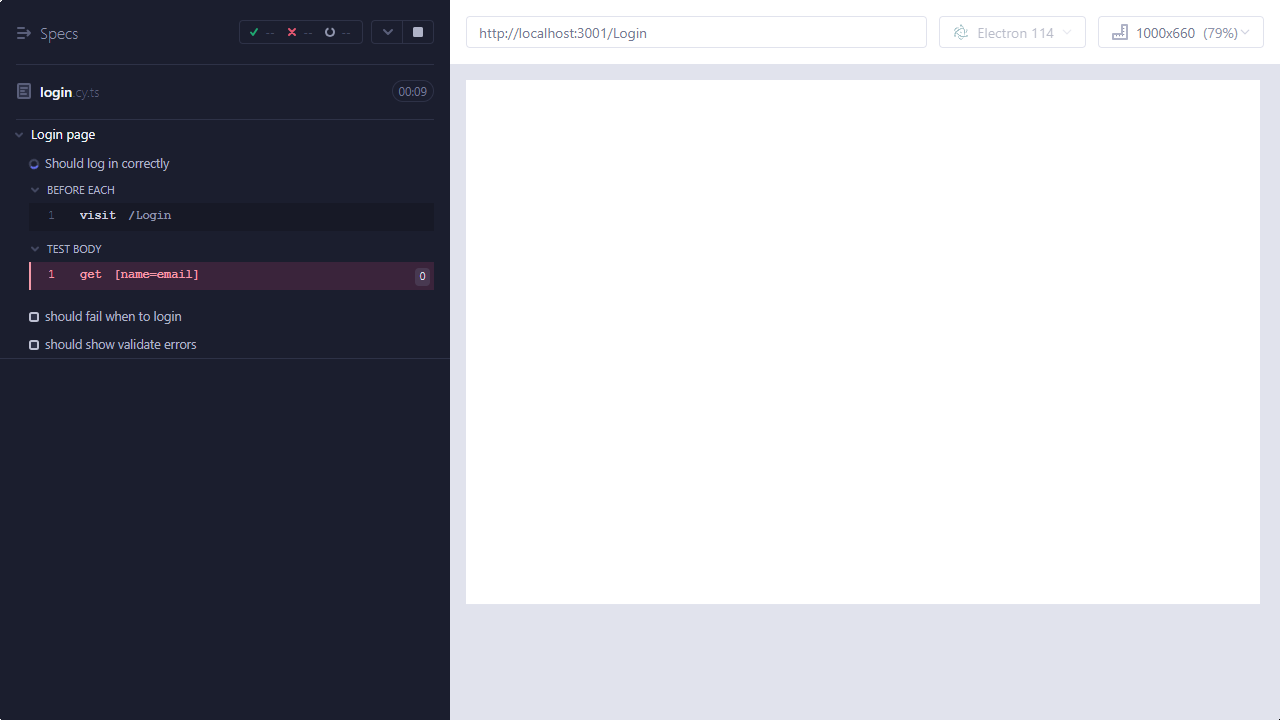 Specs
-- -- --
http://localhost:3001/Login
Electron 114
1000x660 (79%)
login.cy.ts
00:09
Login page
Should log in correctly
BEFORE EACH
1 visit /Login
TEST BODY
1 get [name=email] 0
should fail when to login
should show validate errors